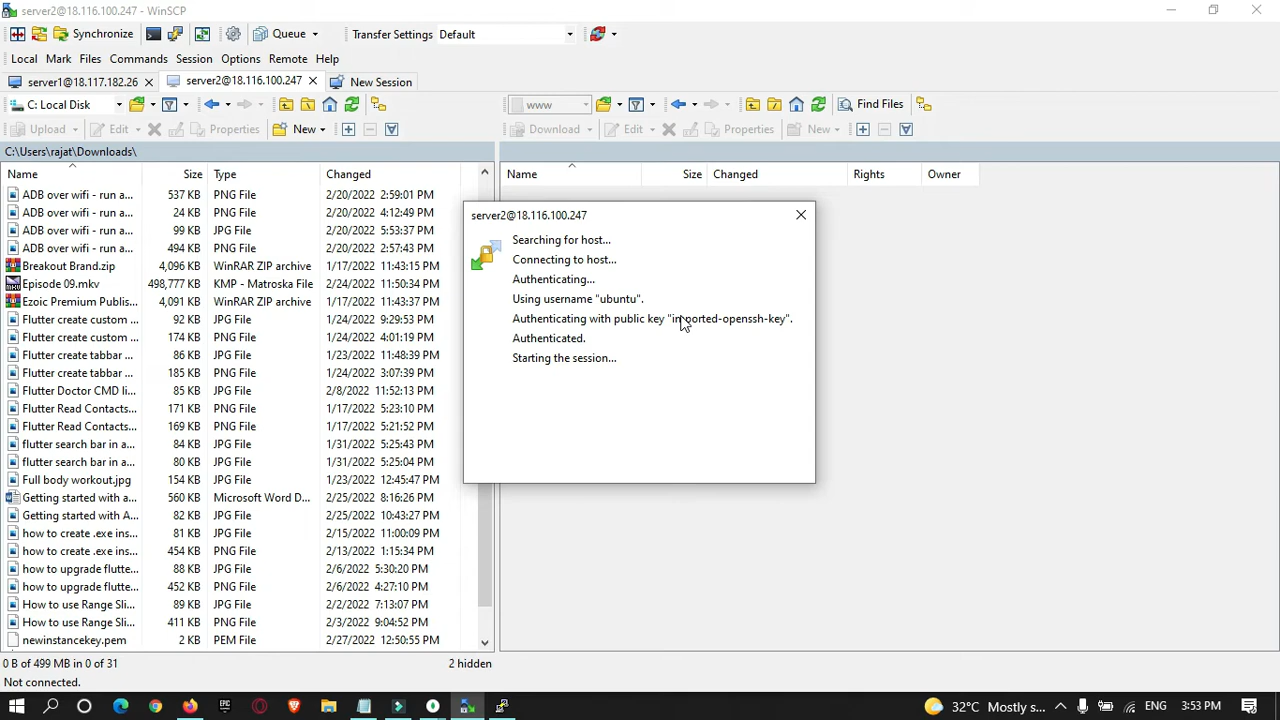 server2@18.116.100.247 - WinSCP
Synchronize Queue Transfer Settings Default
Local Mark Files Commands Session Options Remote Help
server1@18.117.182.26 server2@18.116.100.247 New Session
C: Local Disk www Find Files
Upload Edit Properties New Download Edit Properties New
C:\Users\rajat\Downloads\
Name Size Type Changed Name Size Changed Rights Owner
ADB over wifi - run a... 537 KB PNG File 2/20/2022 2:59:01 PM
ADB over wifi - run a... 24 KB PNG File 2/20/2022 4:12:49 PM
ADB over wifi - run a... 99 KB JPG File 2/20/2022 5:53:37 PM
ADB over wifi - run a... 494 KB PNG File 2/20/2022 2:57:43 PM
Breakout Brand.zip 4,096 KB WinRAR ZIP archive 1/17/2022 11:43:15 PM
Episode 09.mkv 498,777 KB KMP - Matroska File 2/24/2022 11:50:34 PM
Ezoic Premium Publis... 4,091 KB WinRAR ZIP archive 1/17/2022 11:43:37 PM
Flutter create custom ... 92 KB JPG File 1/24/2022 9:29:53 PM
Flutter create custom ... 174 KB PNG File 1/24/2022 4:01:19 PM
Flutter create tabbar ... 86 KB JPG File 1/23/2022 11:48:39 PM
Flutter create tabbar ... 185 KB PNG File 1/24/2022 3:07:39 PM
Flutter Doctor CMD li... 85 KB JPG File 2/8/2022 11:52:13 PM
Flutter Read Contacts... 171 KB PNG File 1/17/2022 5:23:10 PM
Flutter Read Contacts... 169 KB PNG File 1/17/2022 5:21:52 PM
flutter search bar in a... 84 KB JPG File 1/31/2022 5:25:43 PM
flutter search bar in a... 80 KB JPG File 1/31/2022 5:25:04 PM
Full body workout.jpg 154 KB JPG File 1/23/2022 12:45:47 PM
Getting started with a... 560 KB Microsoft Word D... 2/25/2022 8:16:26 PM
Getting started with A... 82 KB JPG File 2/25/2022 10:43:27 PM
how to create .exe ins... 93 KB JPG File 2/15/2022 11:00:09 PM
how to create .exe ins... 454 KB PNG File 2/13/2022 1:15:34 PM
how to upgrade flutte... 88 KB JPG File 2/6/2022 5:30:20 PM
how to upgrade flutte... 452 KB PNG File 2/6/2022 4:27:10 PM
How to use Range Sli... 89 KB JPG File 2/2/2022 7:13:07 PM
How to use Range Sli... 411 KB PNG File 2/3/2022 9:04:52 PM
newinstancekey.pem 2 KB PEM File 2/27/2022 12:50:55 PM
server2@18.116.100.247
Searching for host...
Connecting to host...
Authenticating...
Using username "ubuntu".
Authenticating with public key "imported-openssh-key".
Authenticated.
Starting the session...
0 B of 499 MB in 0 of 31 2 hidden
Not connected.
EPIC 32°C Mostly s... ENG 3:53 PM